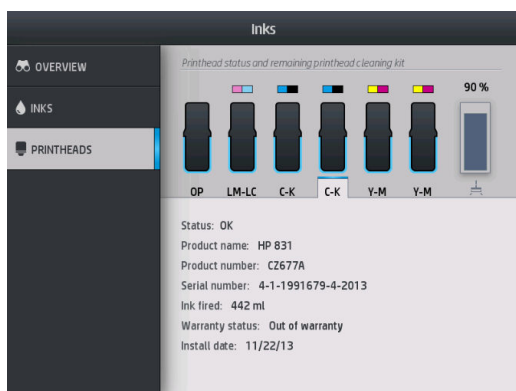 Inks
OVERVIEW
INKS
PRINTHEADS
Printhead status and remaining printhead cleaning kit
90 %
OP LM-LC C-K C-K Y-M Y-M
Status: OK
Product name: HP 831
Product number: CZ677A
Serial number: 4-1-1991679-4-2013
Ink fired: 442 ml
Warranty status: Out of warranty
Install date: 11/22/13